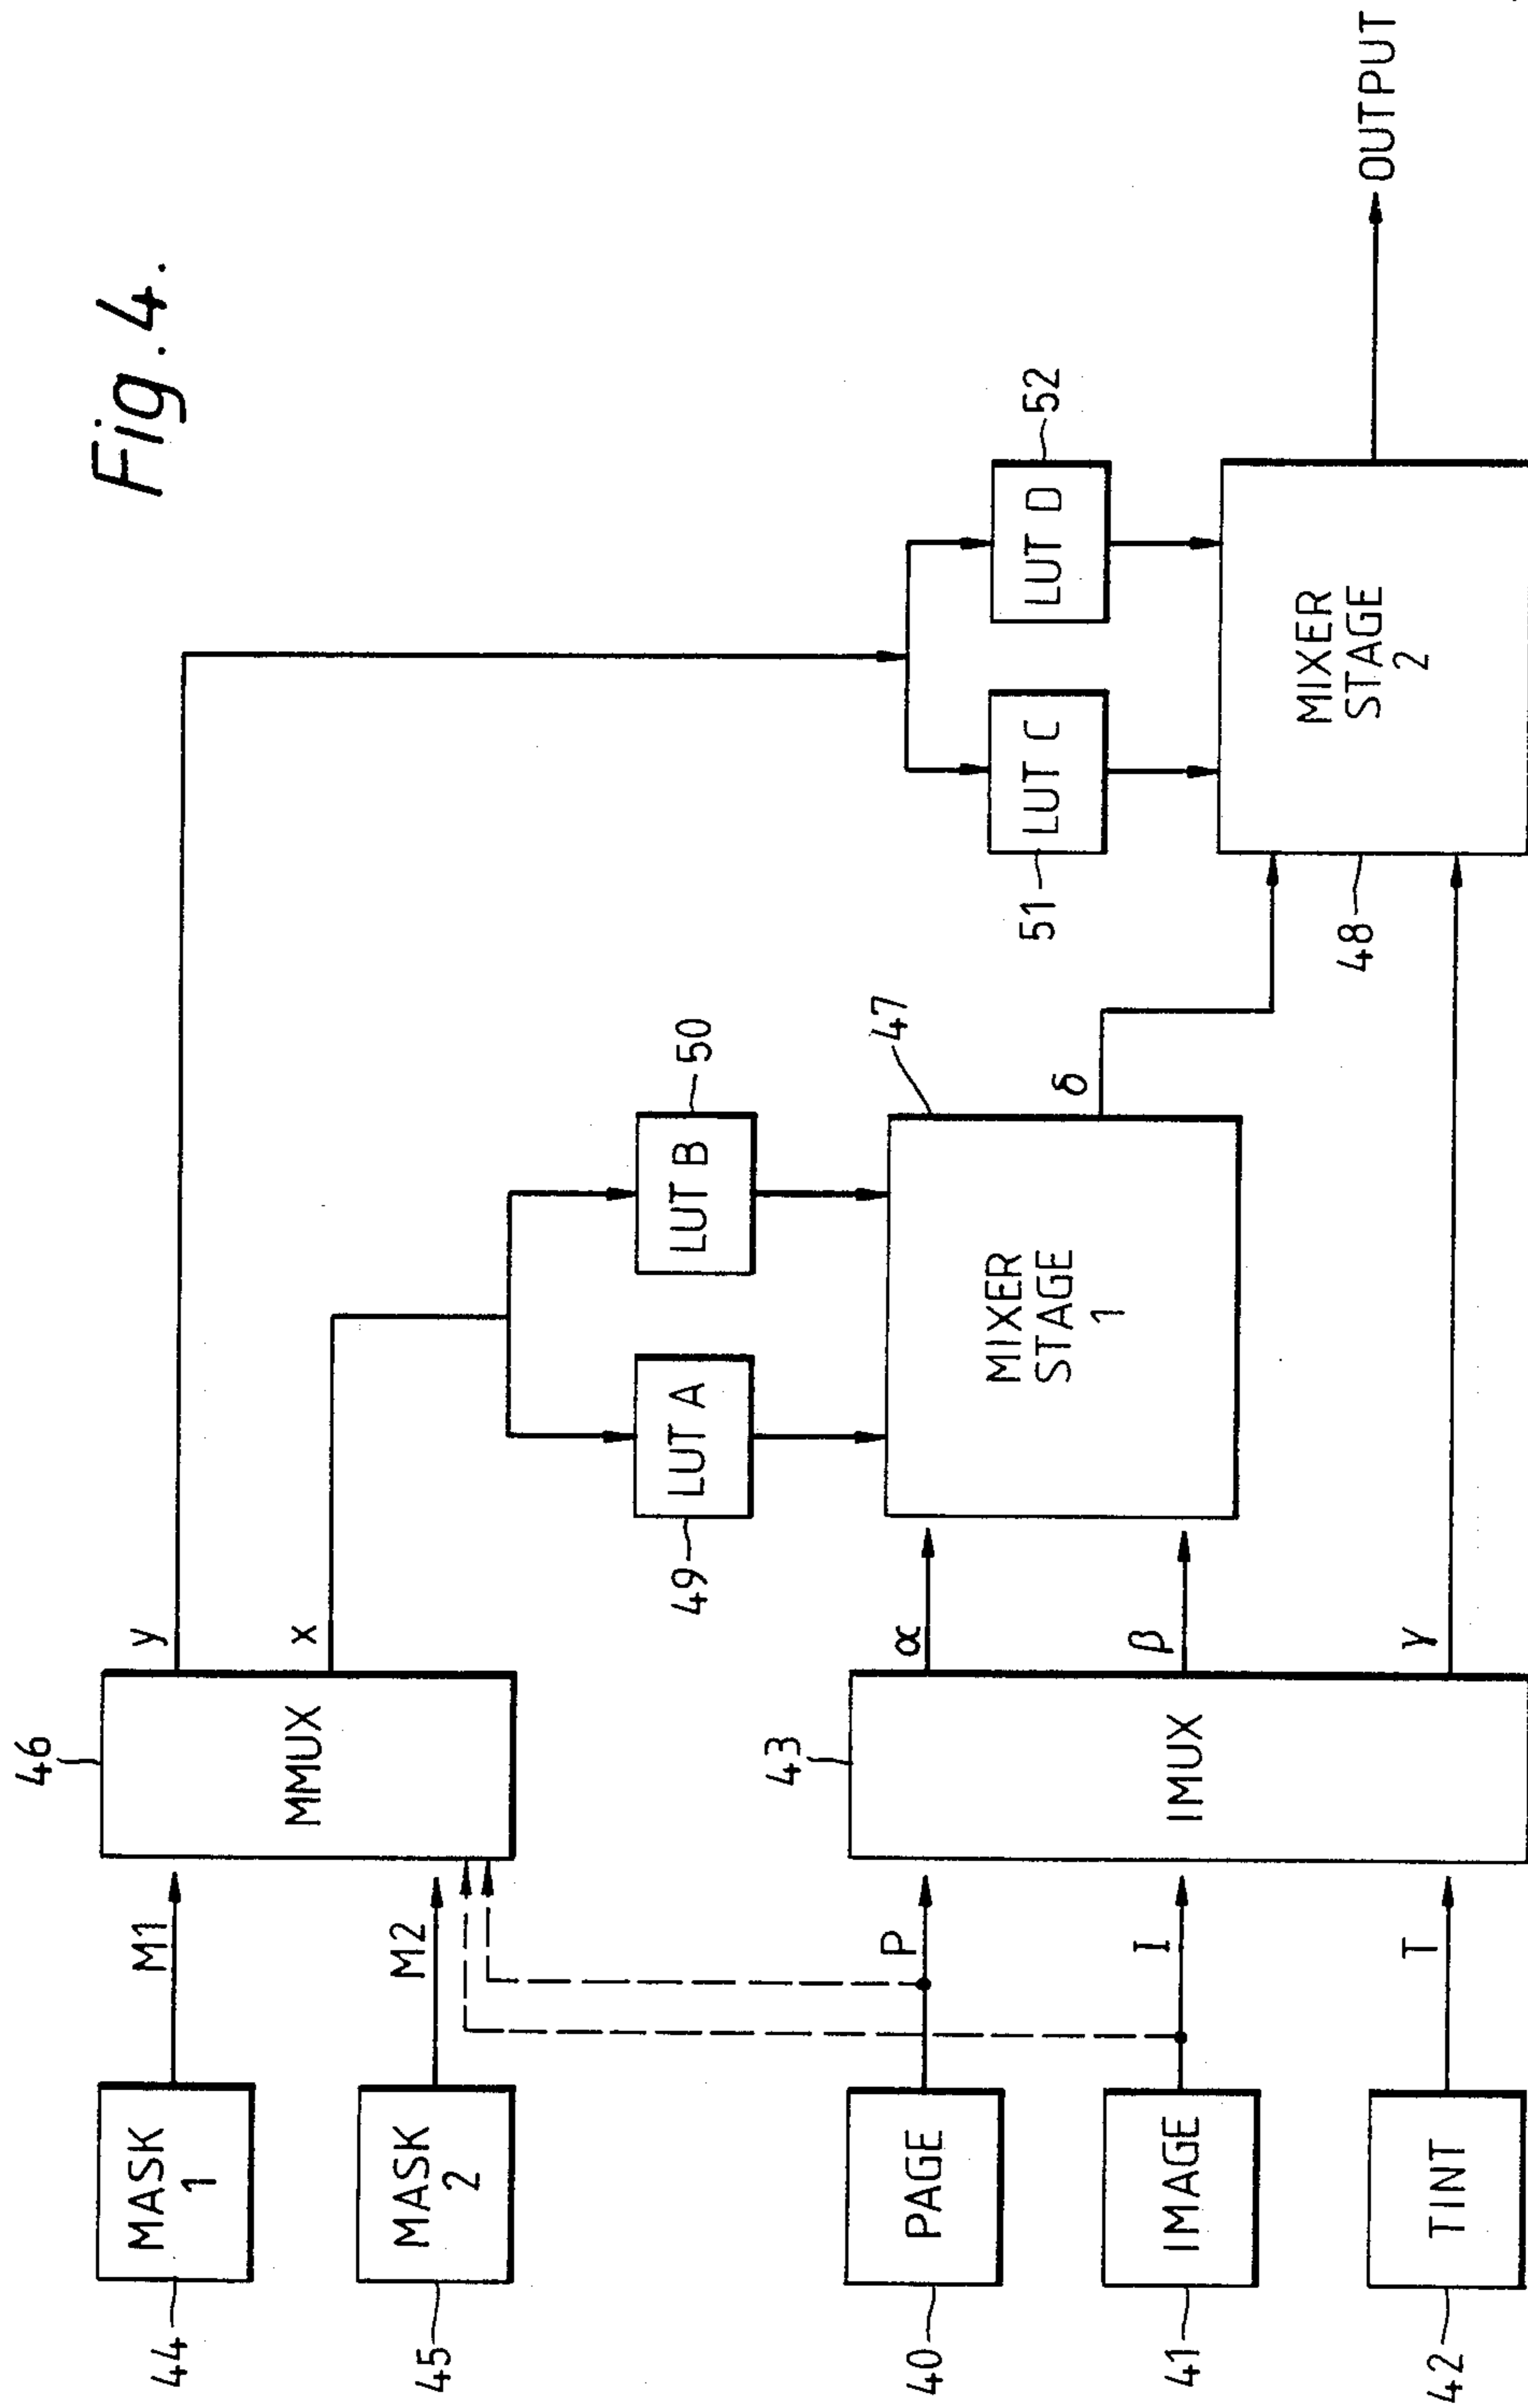 Fig. 4.
46
y
MASK
1
M1
MMUX
x
44
MASK
2
M2
45
LUT A
LUT B
50
49
LUT C
LUT D
52
51
43
PAGE
P
IMUX
α
47
40
MIXER
STAGE
1
δ
IMAGE
I
β
41
MIXER
STAGE
2
OUTPUT
48
TINT
T
γ
42